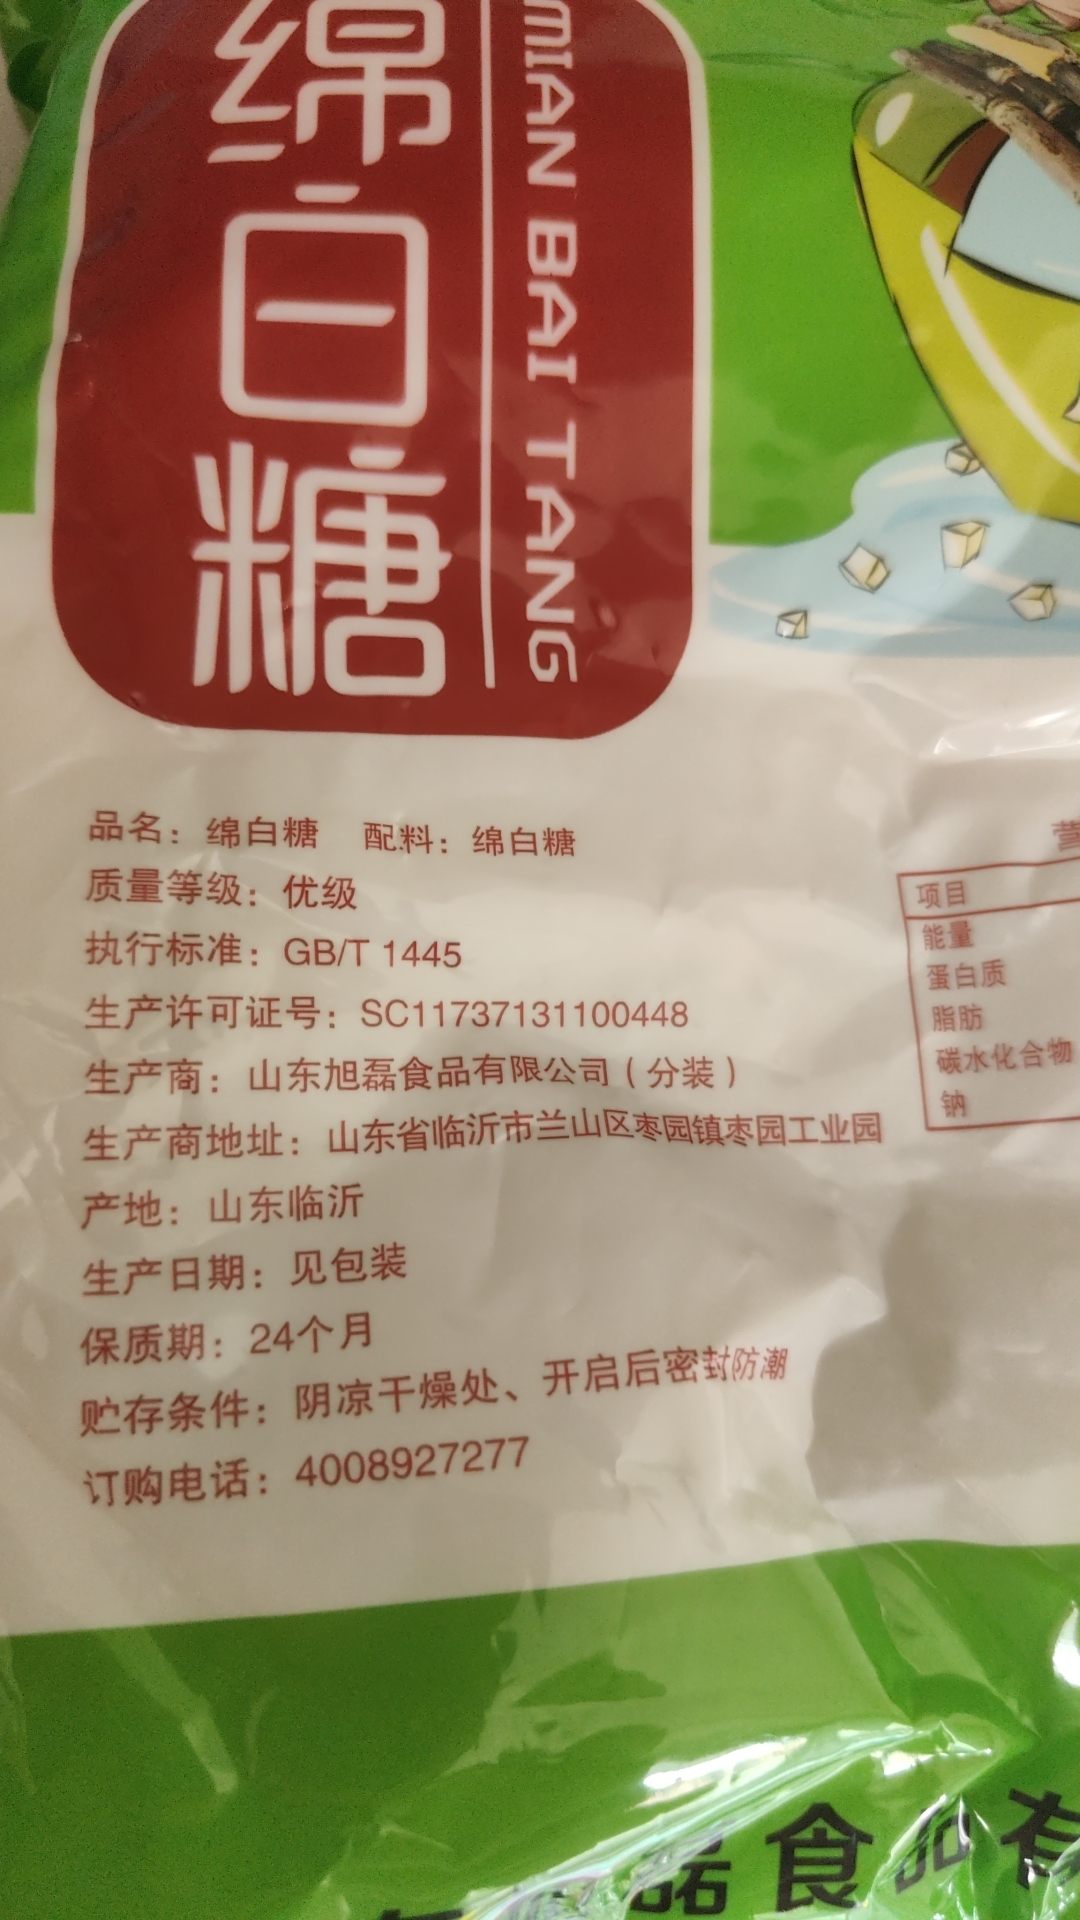 绵白糖
MIAN BAI TANG
品名：绵白糖 配料：绵白糖
质量等级：优级
执行标准：GB/T 1445
生产许可证号：SC11737131100448
生产商：山东旭磊食品有限公司（分装）
生产商地址：山东省临沂市兰山区枣园镇枣园工业园
产地：山东临沂
生产日期：见包装
保质期：24个月
贮存条件：阴凉干燥处、开启后密封防潮
订购电话：4008927277
营
项目
能量
蛋白质
脂肪
碳水化合物
钠
磊食品有